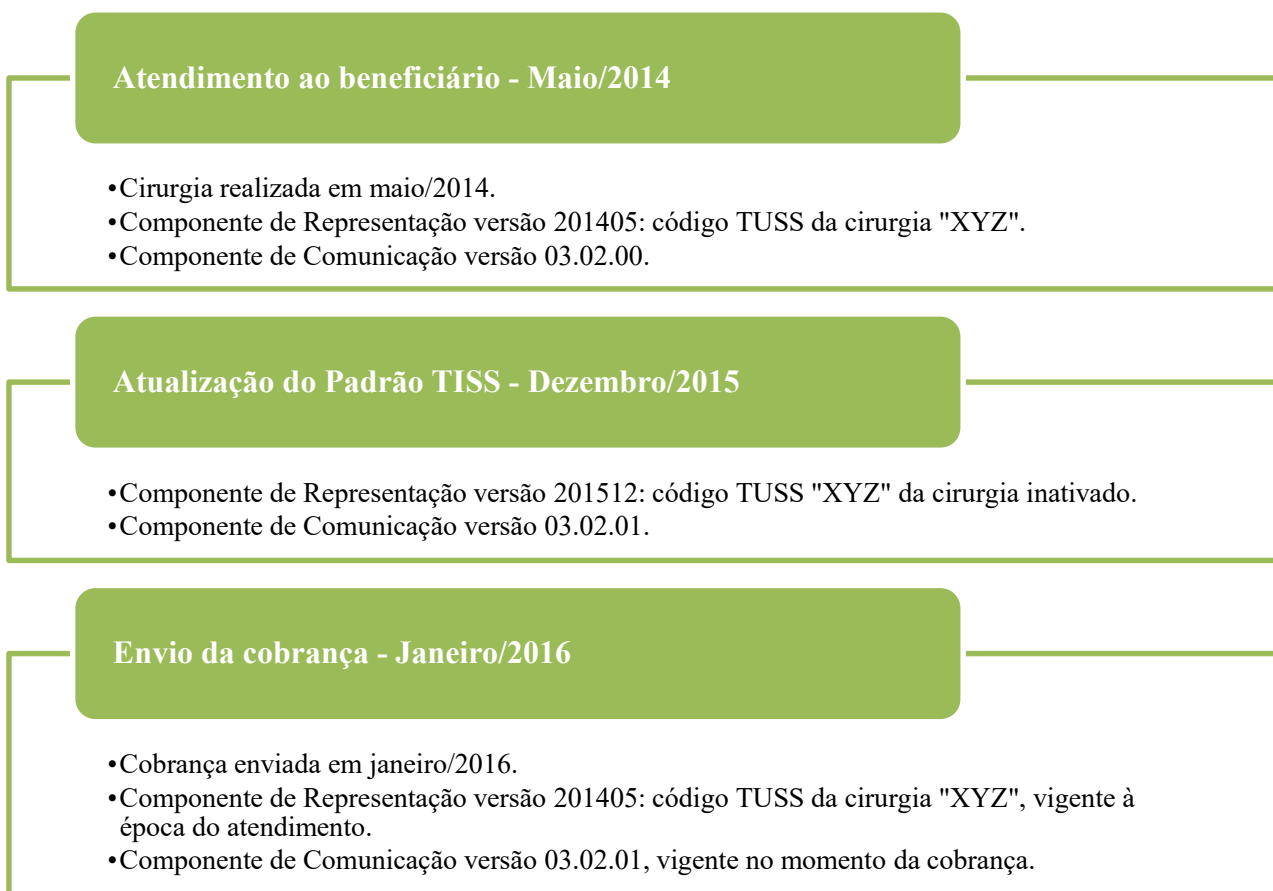 Atendimento ao beneficiário - Maio/2014
•Cirurgia realizada em maio/2014.
•Componente de Representação versão 201405: código TUSS da cirurgia "XYZ".
•Componente de Comunicação versão 03.02.00.
Atualização do Padrão TISS - Dezembro/2015
•Componente de Representação versão 201512: código TUSS "XYZ" da cirurgia inativado.
•Componente de Comunicação versão 03.02.01.
Envio da cobrança - Janeiro/2016
•Cobrança enviada em janeiro/2016.
•Componente de Representação versão 201405: código TUSS da cirurgia "XYZ", vigente à
época do atendimento.
•Componente de Comunicação versão 03.02.01, vigente no momento da cobrança.